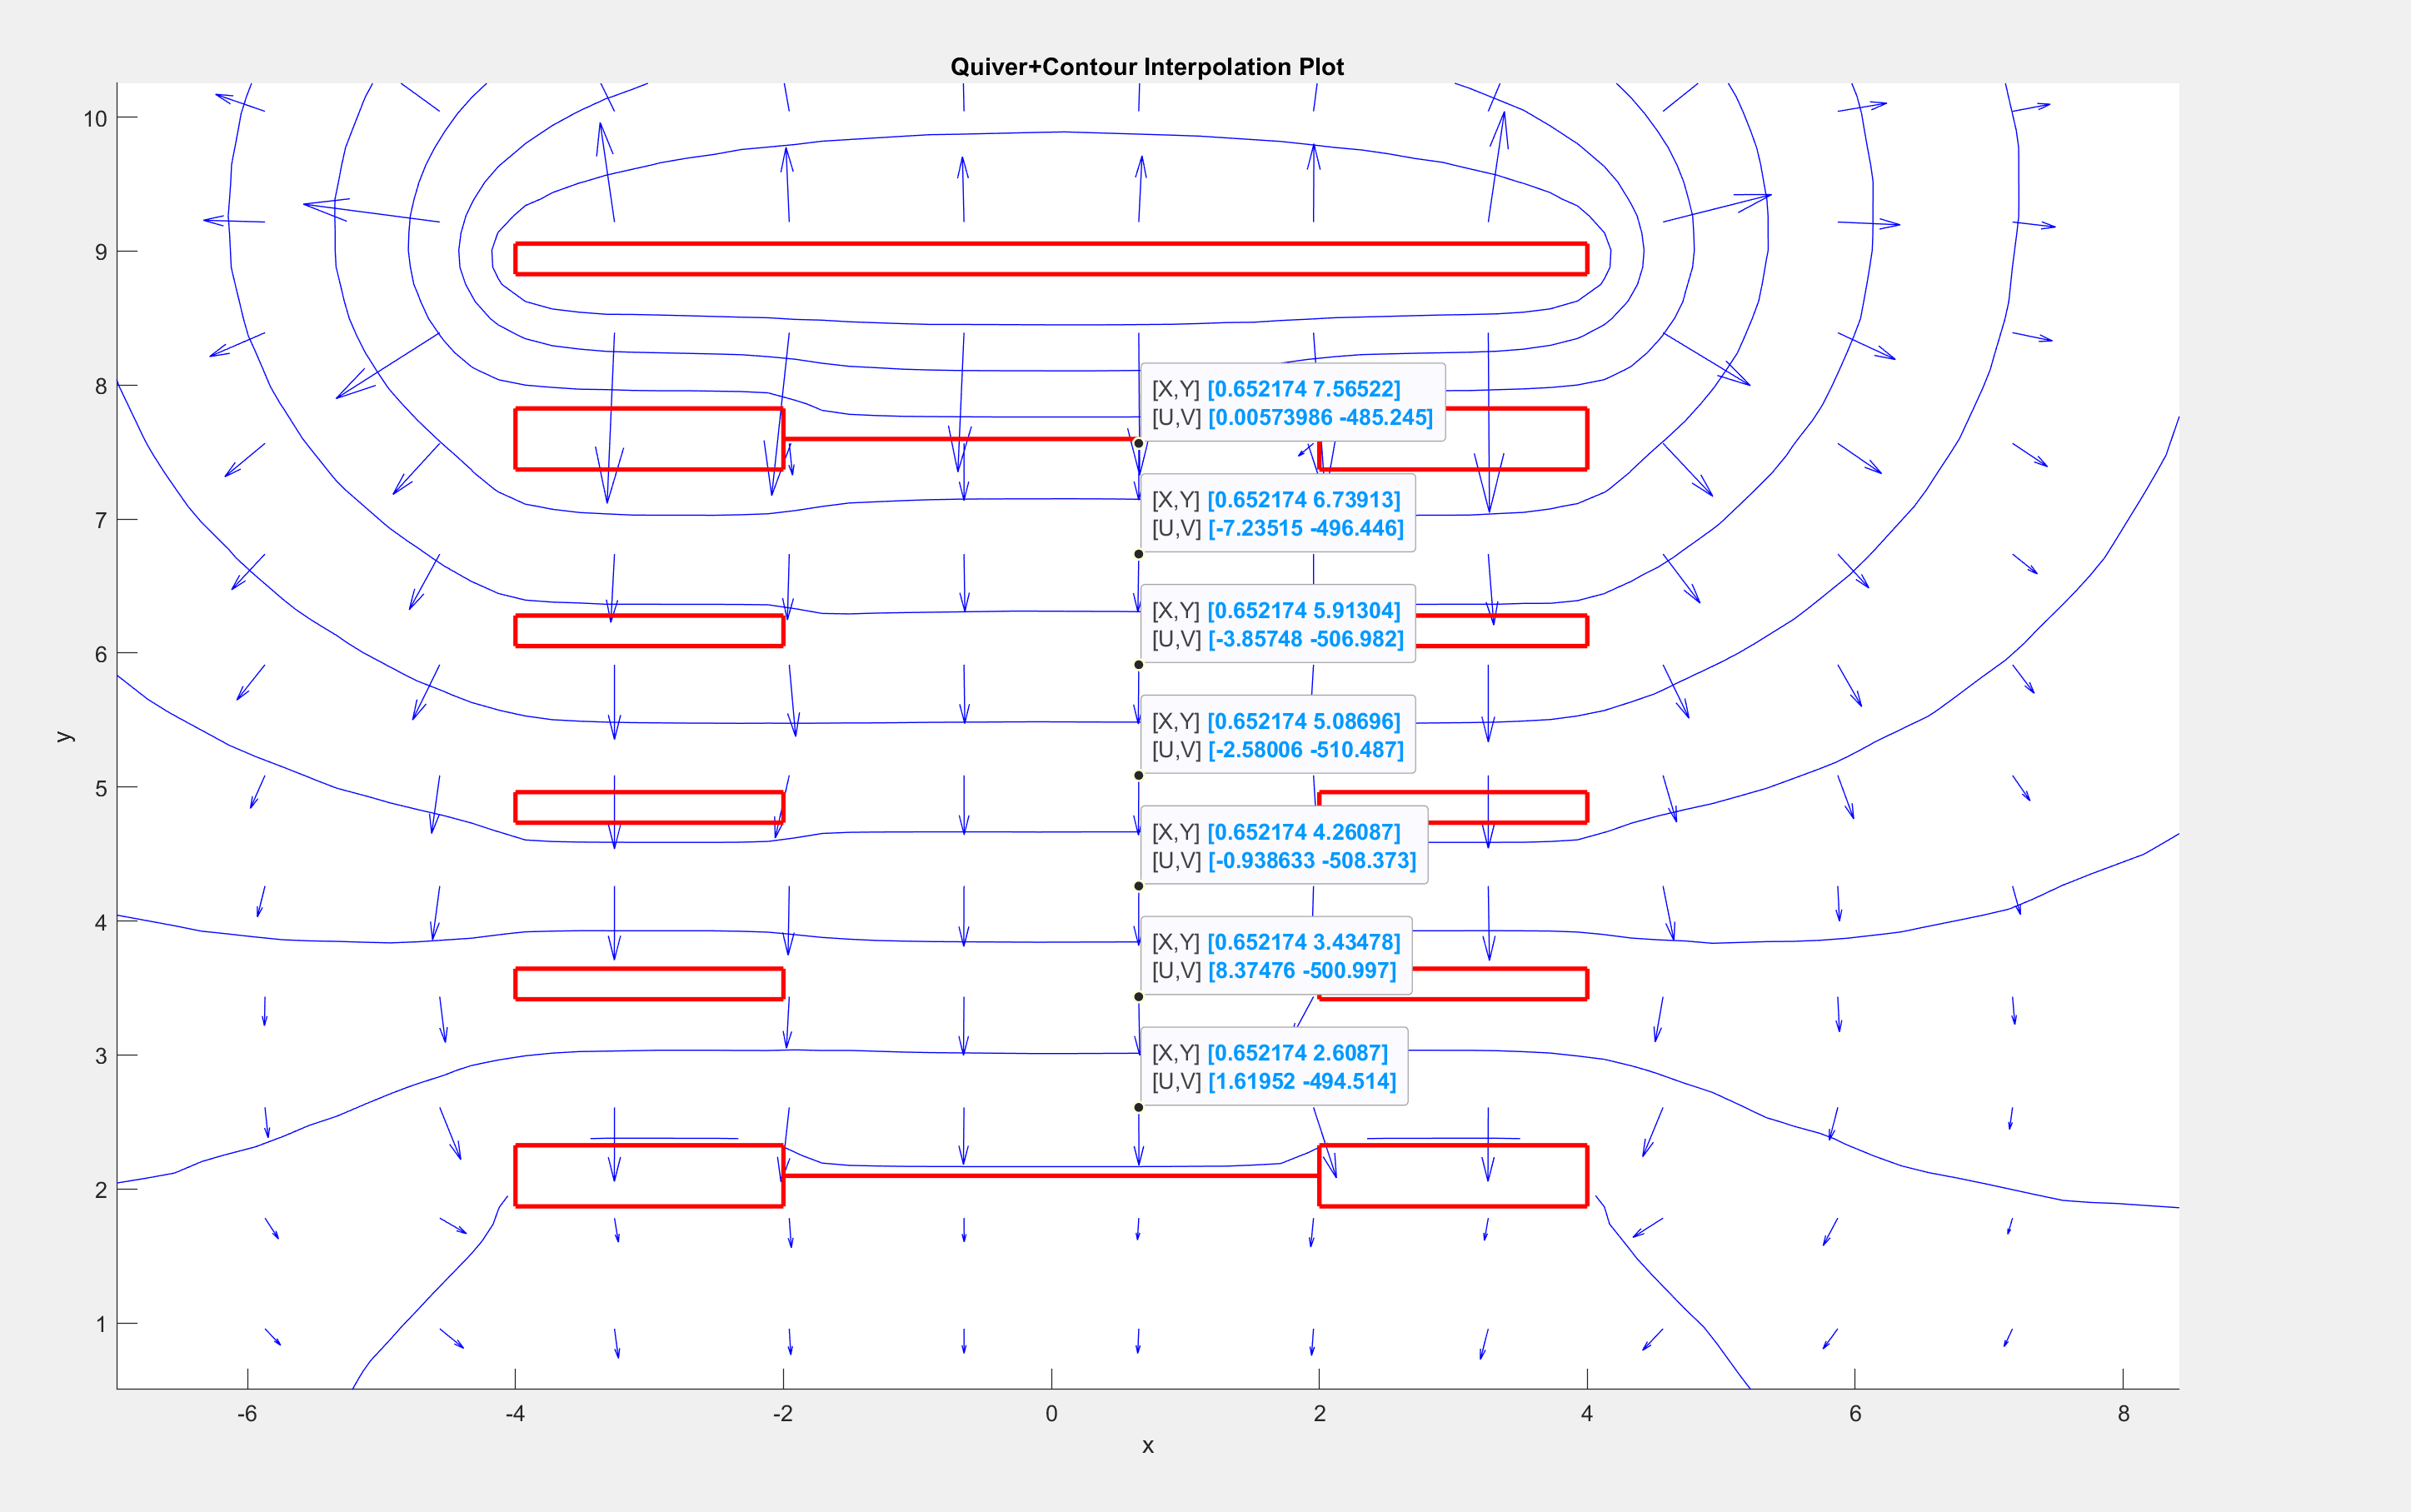 Quiver+Contour Interpolation Plot
10
9
8
[X,Y] [0.652174 7.56522]
[U,V] [0.00573986 -485.245]
7
[X,Y] [0.652174 6.73913]
[U,V] [-7.23515 -496.446]
6
[X,Y] [0.652174 5.91304]
[U,V] [-3.85748 -506.982]
y
[X,Y] [0.652174 5.08696]
[U,V] [-2.58006 -510.487]
5
[X,Y] [0.652174 4.26087]
[U,V] [-0.938633 -508.373]
4
[X,Y] [0.652174 3.43478]
[U,V] [8.37476 -500.997]
3
[X,Y] [0.652174 2.6087]
[U,V] [1.61952 -494.514]
2
1
-6 -4 -2 0 2 4 6 8
x